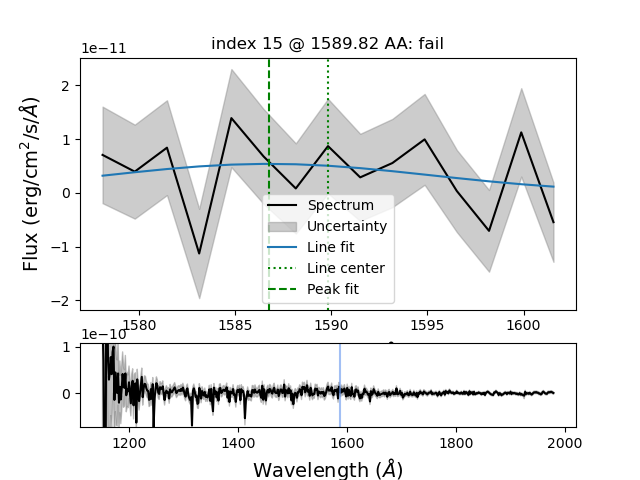 index 15 @ 1589.82 AA: fail
1e−11
2
1
0
−1
−2
Flux (erg/cm²/s/Å)
Spectrum
Uncertainty
Line fit
Line center
Peak fit
1580 1585 1590 1595 1600
1e−10
1
0
1200 1400 1600 1800 2000
Wavelength (Å)